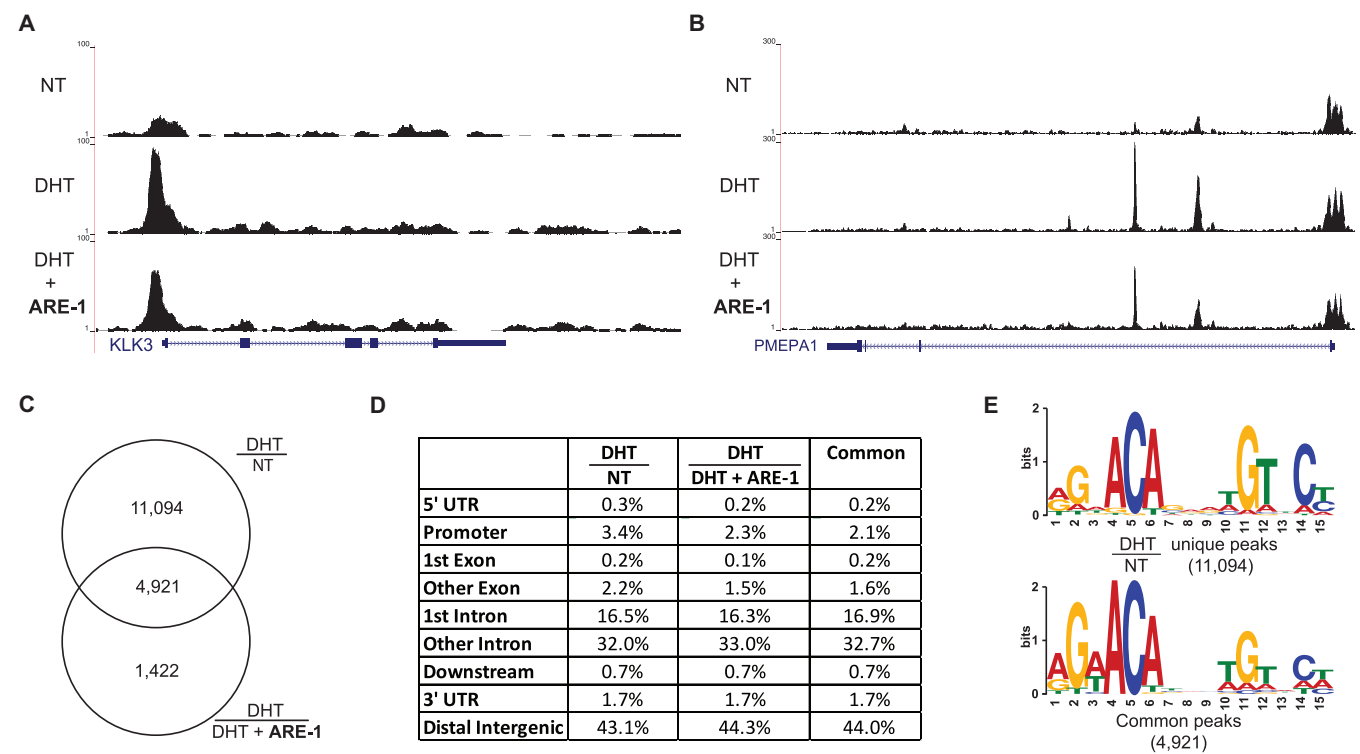 A
NT
100
1
DHT
100
1
DHT
+
ARE-1
100
1
KLK3
B
NT
300
1
DHT
300
1
DHT
+
ARE-1
300
1
PMEPA1
C
DHT
NT
11,094
4,921
1,422
DHT
DHT + ARE-1
D
DHT NT DHT DHT + ARE-1 Common
5' UTR 0.3% 0.2% 0.2%
Promoter 3.4% 2.3% 2.1%
1st Exon 0.2% 0.1% 0.2%
Other Exon 2.2% 1.5% 1.6%
1st Intron 16.5% 16.3% 16.9%
Other Intron 32.0% 33.0% 32.7%
Downstream 0.7% 0.7% 0.7%
3' UTR 1.7% 1.7% 1.7%
Distal Intergenic 43.1% 44.3% 44.0%
E
2
1
0
bits
AG ACA TGT CT
1 2 3 4 5 6 7 8 9 10 11 12 13 14 15
DHT
NT
unique peaks
(11,094)
2
1
0
bits
AGAACA TGT CT
1 2 3 4 5 6 7 8 9 10 11 12 13 14 15
Common peaks
(4,921)